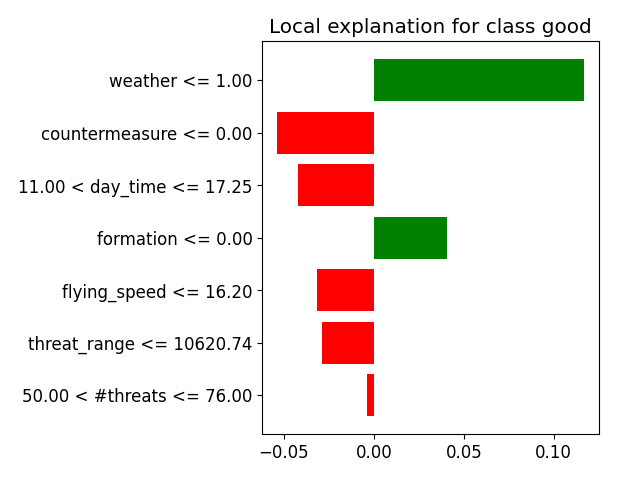 Local explanation for class good
weather <= 1.00
countermeasure <= 0.00
11.00 < day_time <= 17.25
formation <= 0.00
flying_speed <= 16.20
threat_range <= 10620.74
50.00 < #threats <= 76.00
−0.05 0.00 0.05 0.10